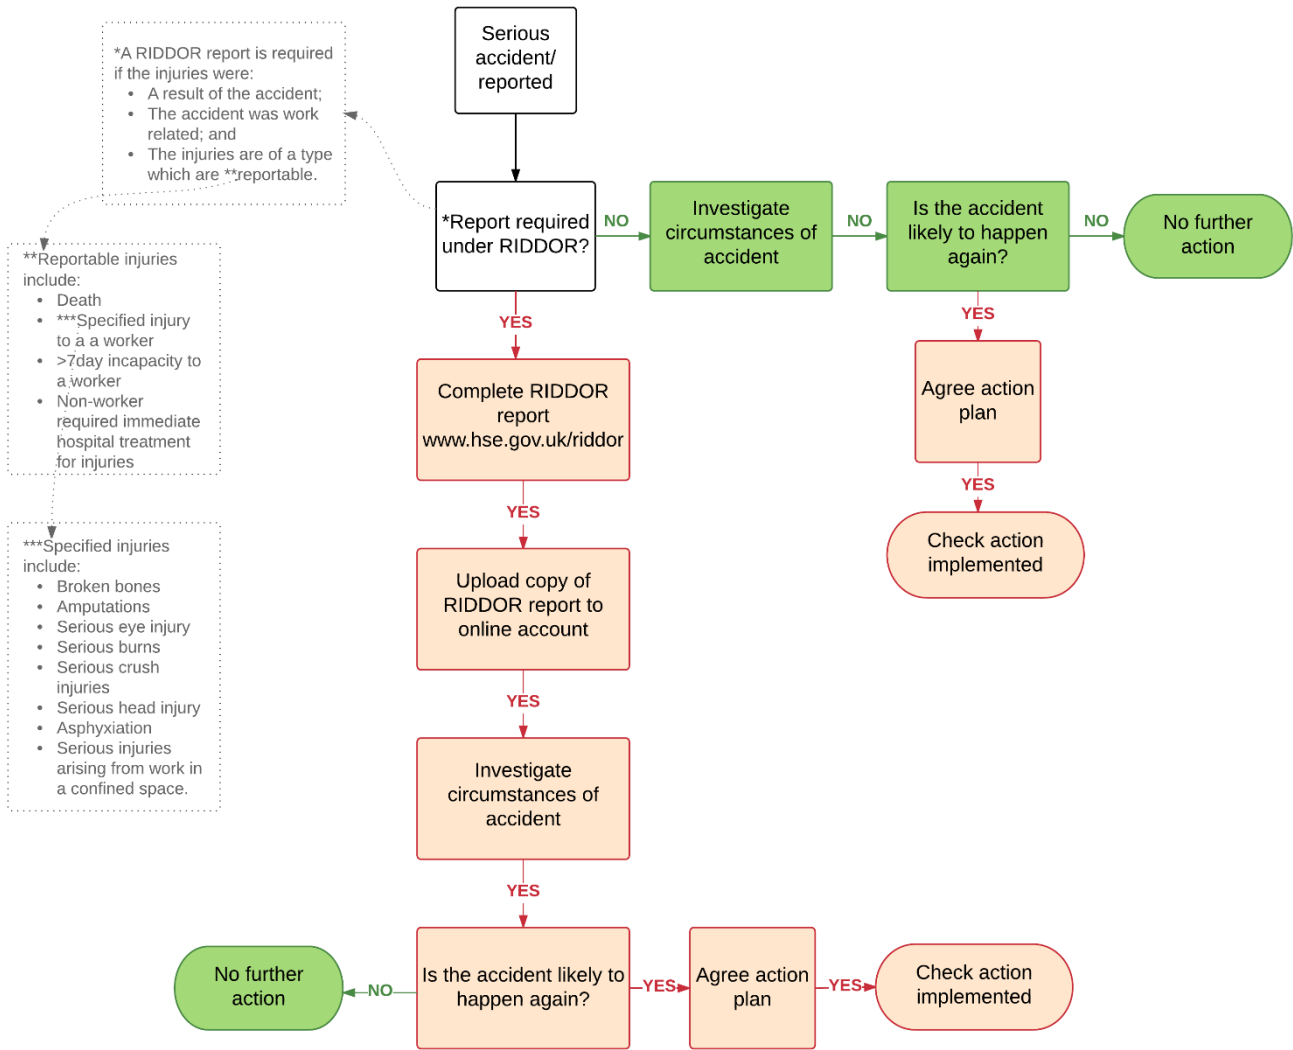 Serious
accident/
reported
*A RIDDOR report is required
if the injuries were:
• A result of the accident;
• The accident was work
related; and
• The injuries are of a type
which are **reportable.
*Report required
under RIDDOR?
NO
Investigate
circumstances of
accident
NO
Is the accident
likely to happen
again?
NO
No further
action
**Reportable injuries
include:
• Death
• ***Specified injury
to a a worker
• >7day incapacity to
a worker
• Non-worker
required immediate
hospital treatment
for injuries
YES
YES
Complete RIDDOR
report
www.hse.gov.uk/riddor
Agree action
plan
YES
YES
Check action
implemented
***Specified injuries
include:
• Broken bones
• Amputations
• Serious eye injury
• Serious burns
• Serious crush
injuries
• Serious head injury
• Asphyxiation
• Serious injuries
arising from work in
a confined space.
Upload copy of
RIDDOR report to
online account
YES
Investigate
circumstances of
accident
YES
Is the accident likely to
happen again?
NO
No further
action
YES
Agree action
plan
YES
Check action
implemented